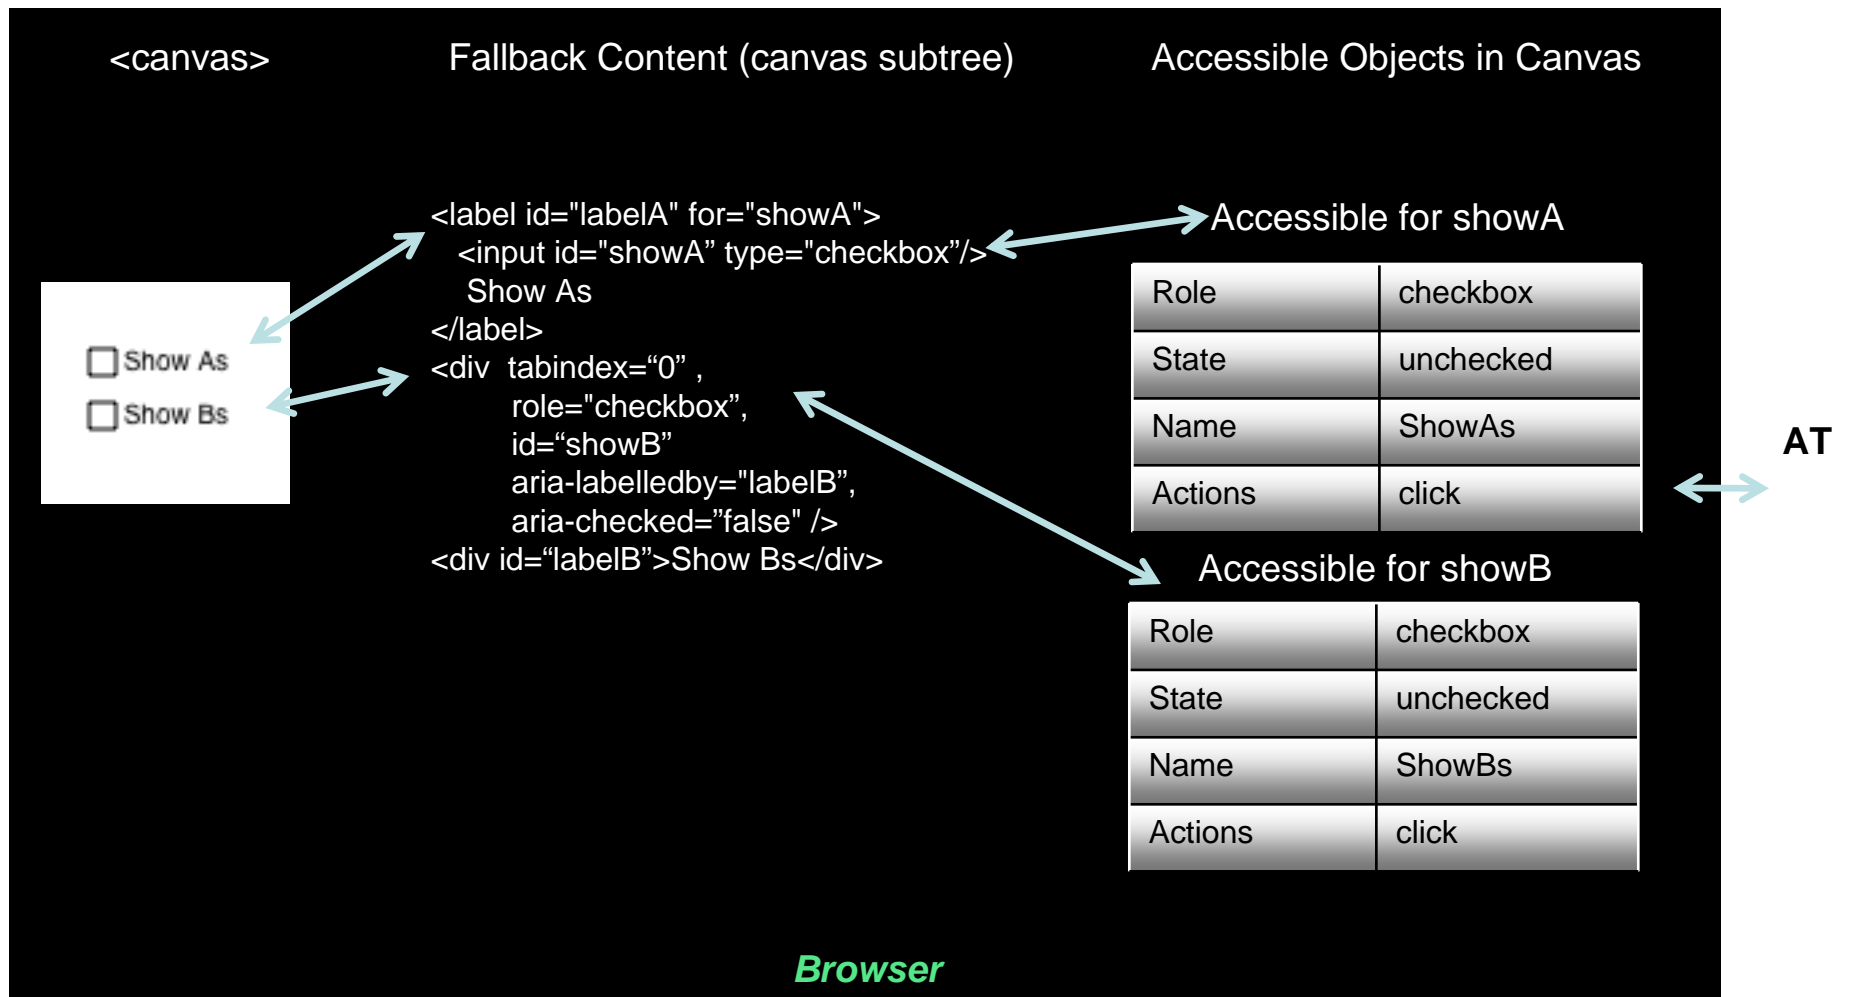 <canvas>
Fallback Content (canvas subtree)
Accessible Objects in Canvas
Show As
Show Bs
<label id="labelA" for="showA">
<input id="showA” type="checkbox”/>
Show As
</label>
<div tabindex=“0” ,
role="checkbox”,
id=“showB”
aria-labelledby="labelB”,
aria-checked=”false" />
<div id=“labelB”>Show Bs</div>
Accessible for showA
Role checkbox
State unchecked
Name ShowAs
Actions click
Accessible for showB
Role checkbox
State unchecked
Name ShowBs
Actions click
AT
Browser